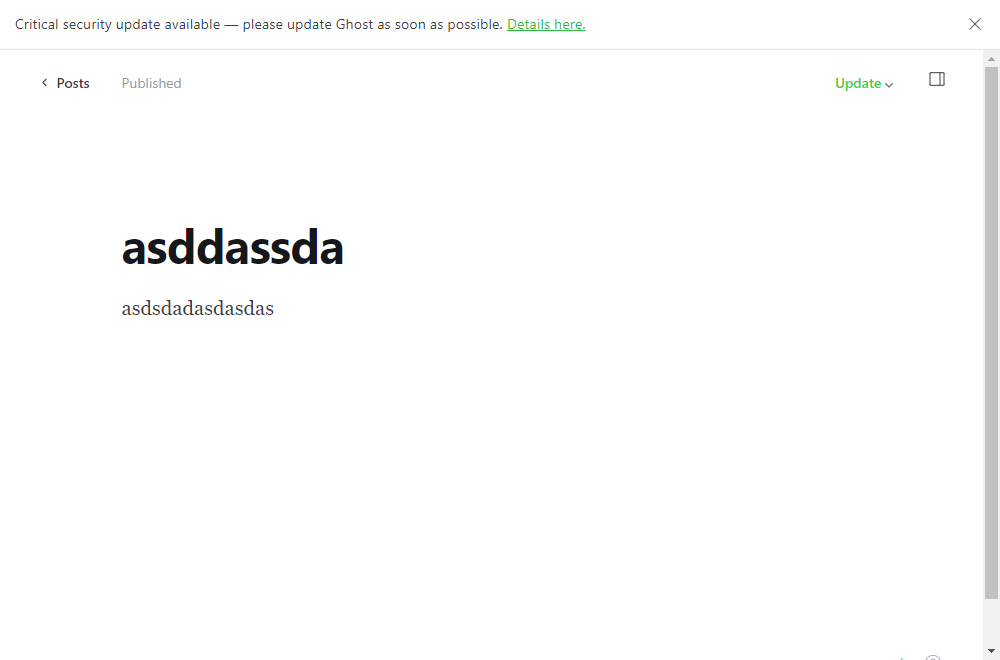 Critical security update available — please update Ghost as soon as possible. Details here.
Posts
Published
Update
asddassda
asdsdadasdasdas